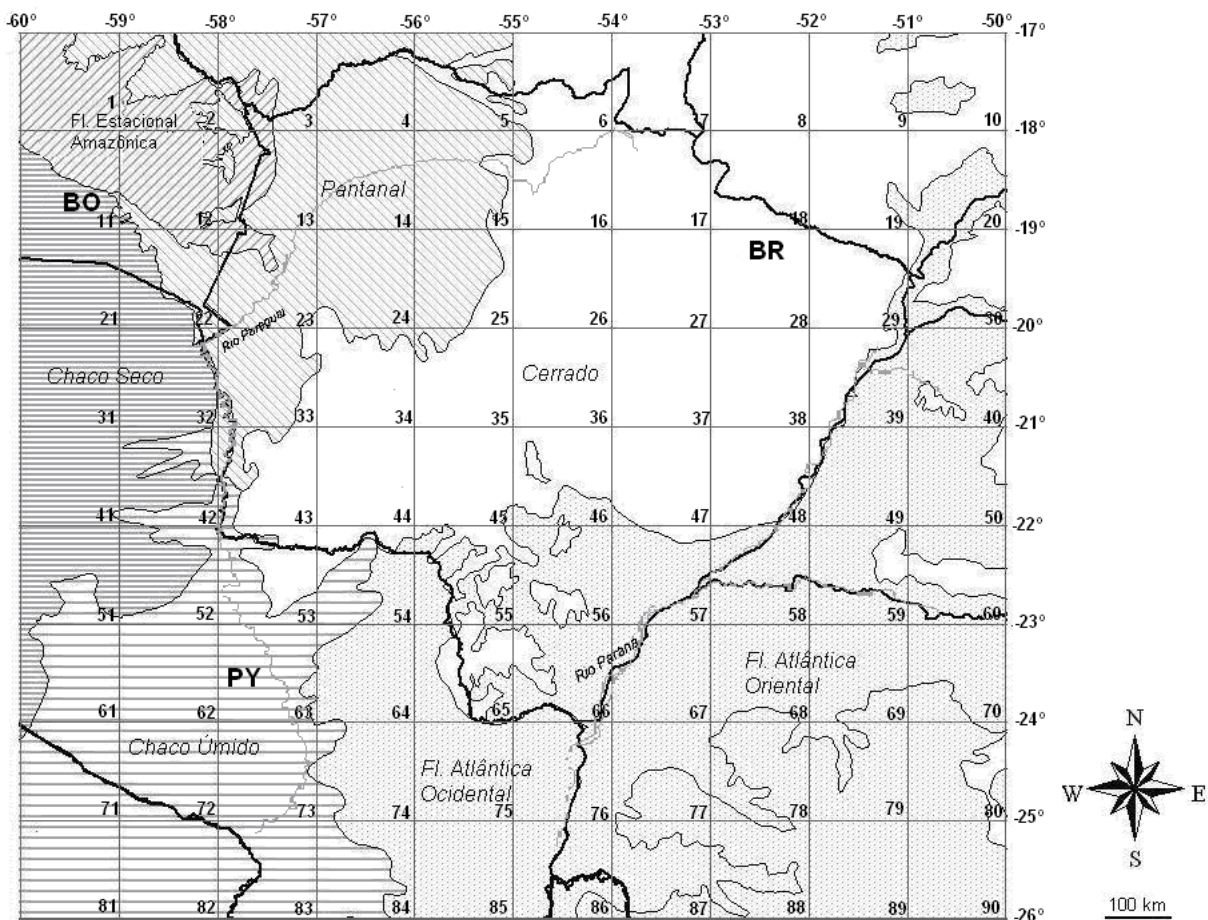 -60° -59° -58° -57° -56° -55° -54° -53° -52° -51° -50°
-17°
1
Fl. Estacional
Amazônica
2 3 4 5 6 7 8 9 10
-18°
Pantanal
BO
11 12 13 14 15 16 17 18 19 20
-19°
BR
21 22 23 24 25 26 27 28 29 30
-20°
Rio Paraguai
Chaco Seco
Cerrado
31 32 33 34 35 36 37 38 39 40
-21°
41 42 43 44 45 46 47 48 49 50
-22°
51 52 53 54 55 56 57 58 59 60
-23°
Rio Paraná
Fl. Atlântica
Oriental
PY
61 62 63 64 65 66 67 68 69 70
-24°
Chaco Úmido
Fl. Atlântica
Ocidental
71 72 73 74 75 76 77 78 79 80
-25°
81 82 83 84 85 86 87 88 89 90
-26°
N
W E
S
100 km